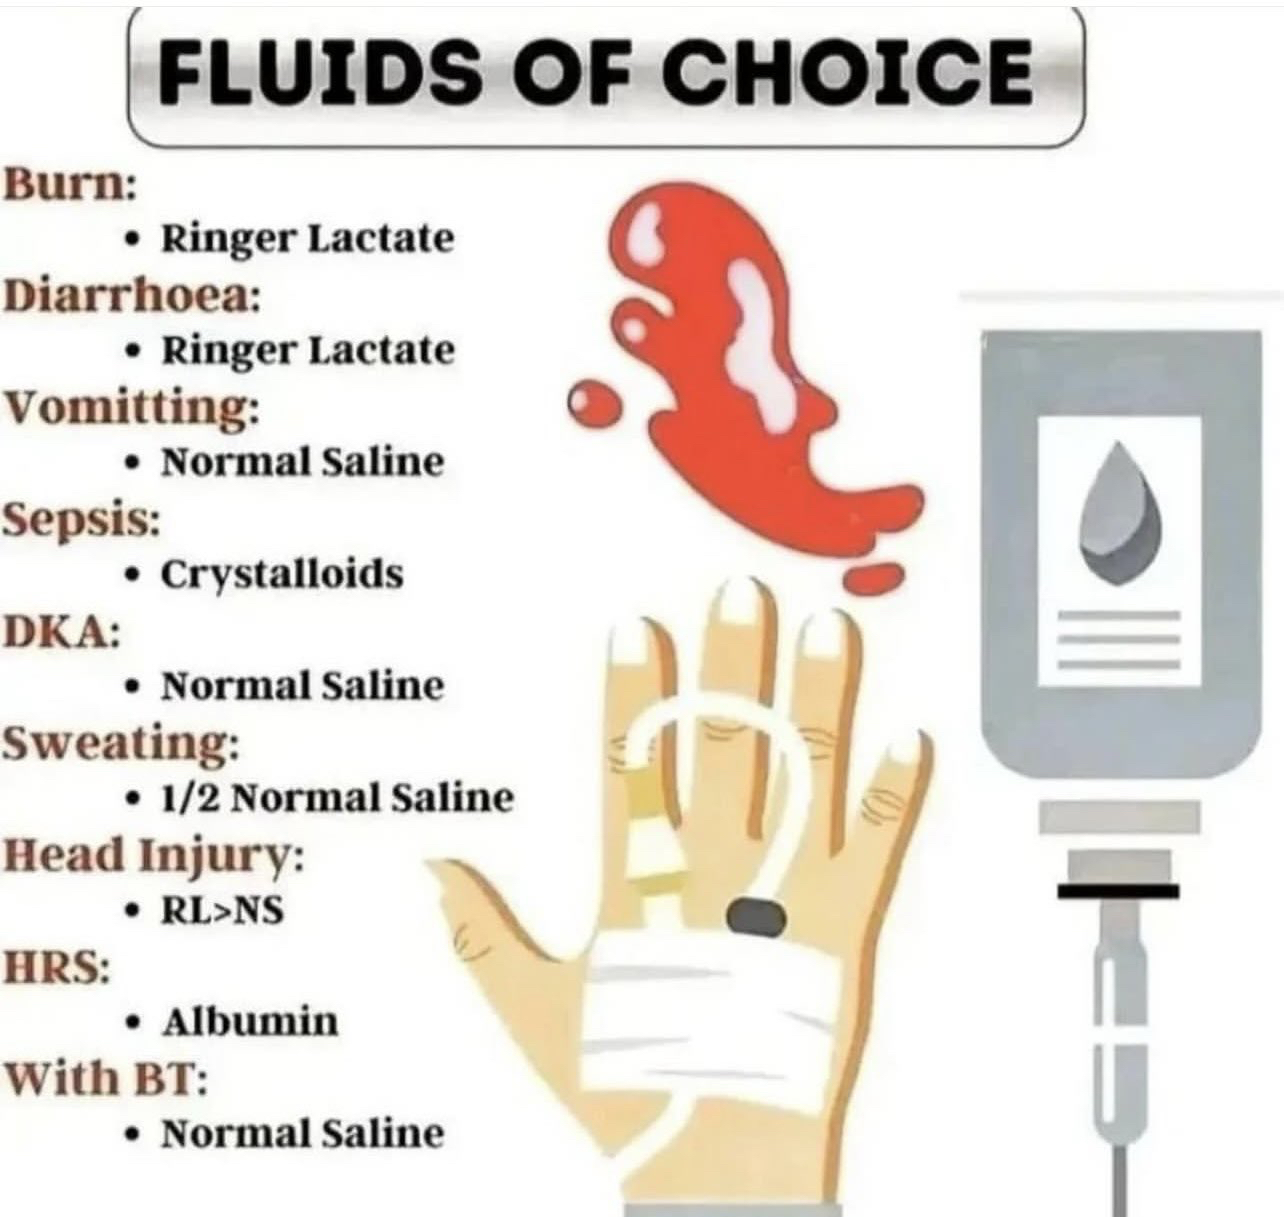 FLUIDS OF CHOICE
Burn:
• Ringer Lactate
Diarrhoea:
• Ringer Lactate
Vomitting:
• Normal Saline
Sepsis:
• Crystalloids
DKA:
• Normal Saline
Sweating:
• 1/2 Normal Saline
Head Injury:
• RL>NS
HRS:
• Albumin
With BT:
• Normal Saline